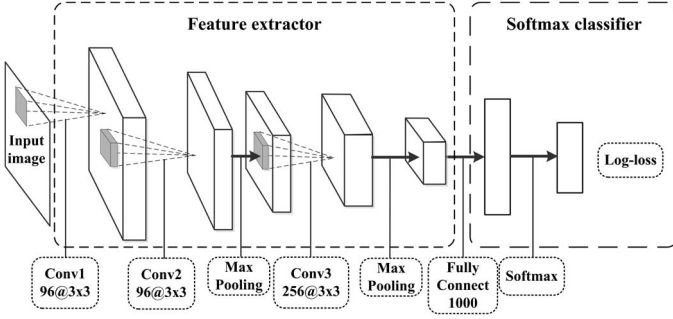 Feature extractor
Softmax classifier
Input
image
Log-loss
Conv1
96@3x3
Conv2
96@3x3
Max
Pooling
Conv3
256@3x3
Max
Pooling
Fully
Connect
1000
Softmax